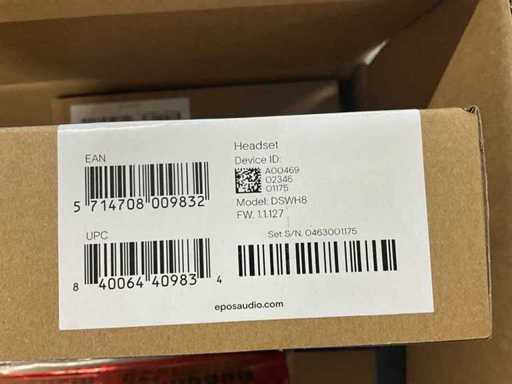 EAN
5 714708 009832
UPC
8 40064 40983 4
Headset
Device ID:
A00469
02346
01175
Model: DSWH8
FW. 1.1.127
Set S/N. 0463001175
eposaudio.com